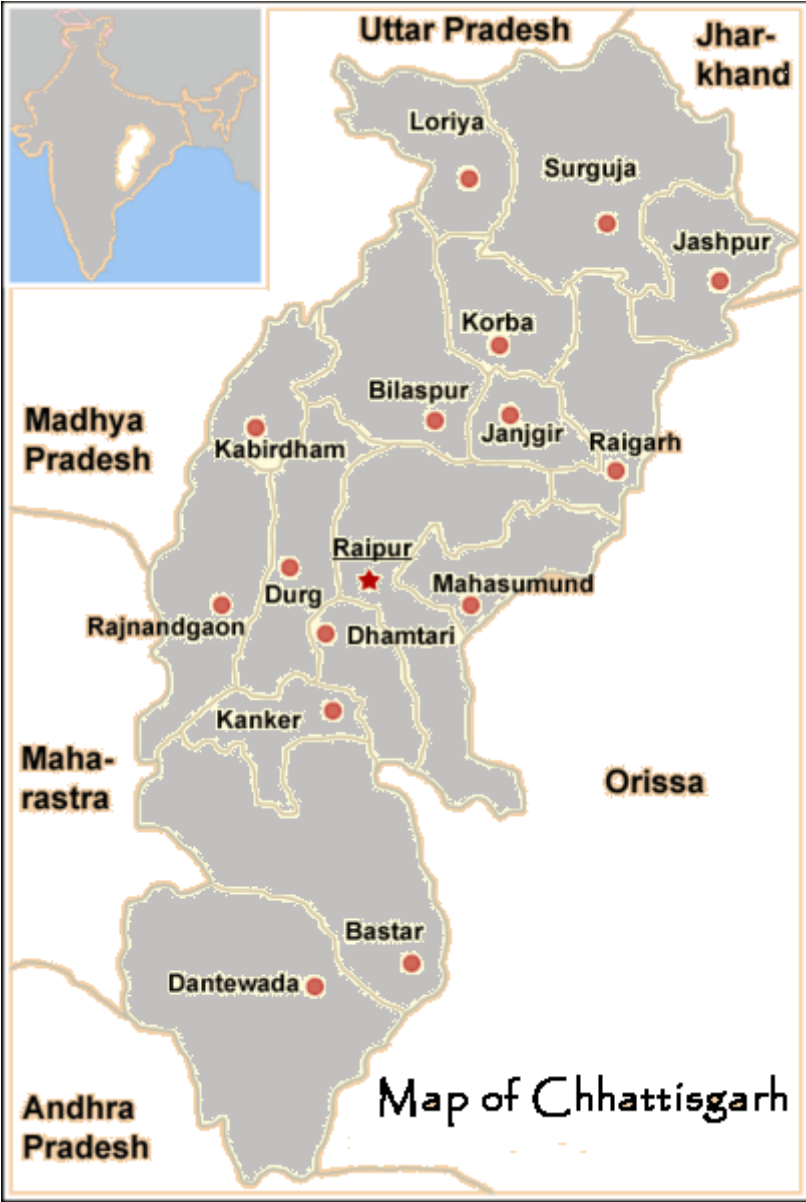 Uttar Pradesh
Jhar-
khand
Loriya
Surguja
Jashpur
Korba
Bilaspur
Janjgir
Raigarh
Madhya
Pradesh
Kabirdham
Raipur
Mahasumund
Durg
Rajnandgaon
Dhamtari
Kanker
Maha-
rastra
Orissa
Bastar
Dantewada
Map of Chhattisgarh
Andhra
Pradesh